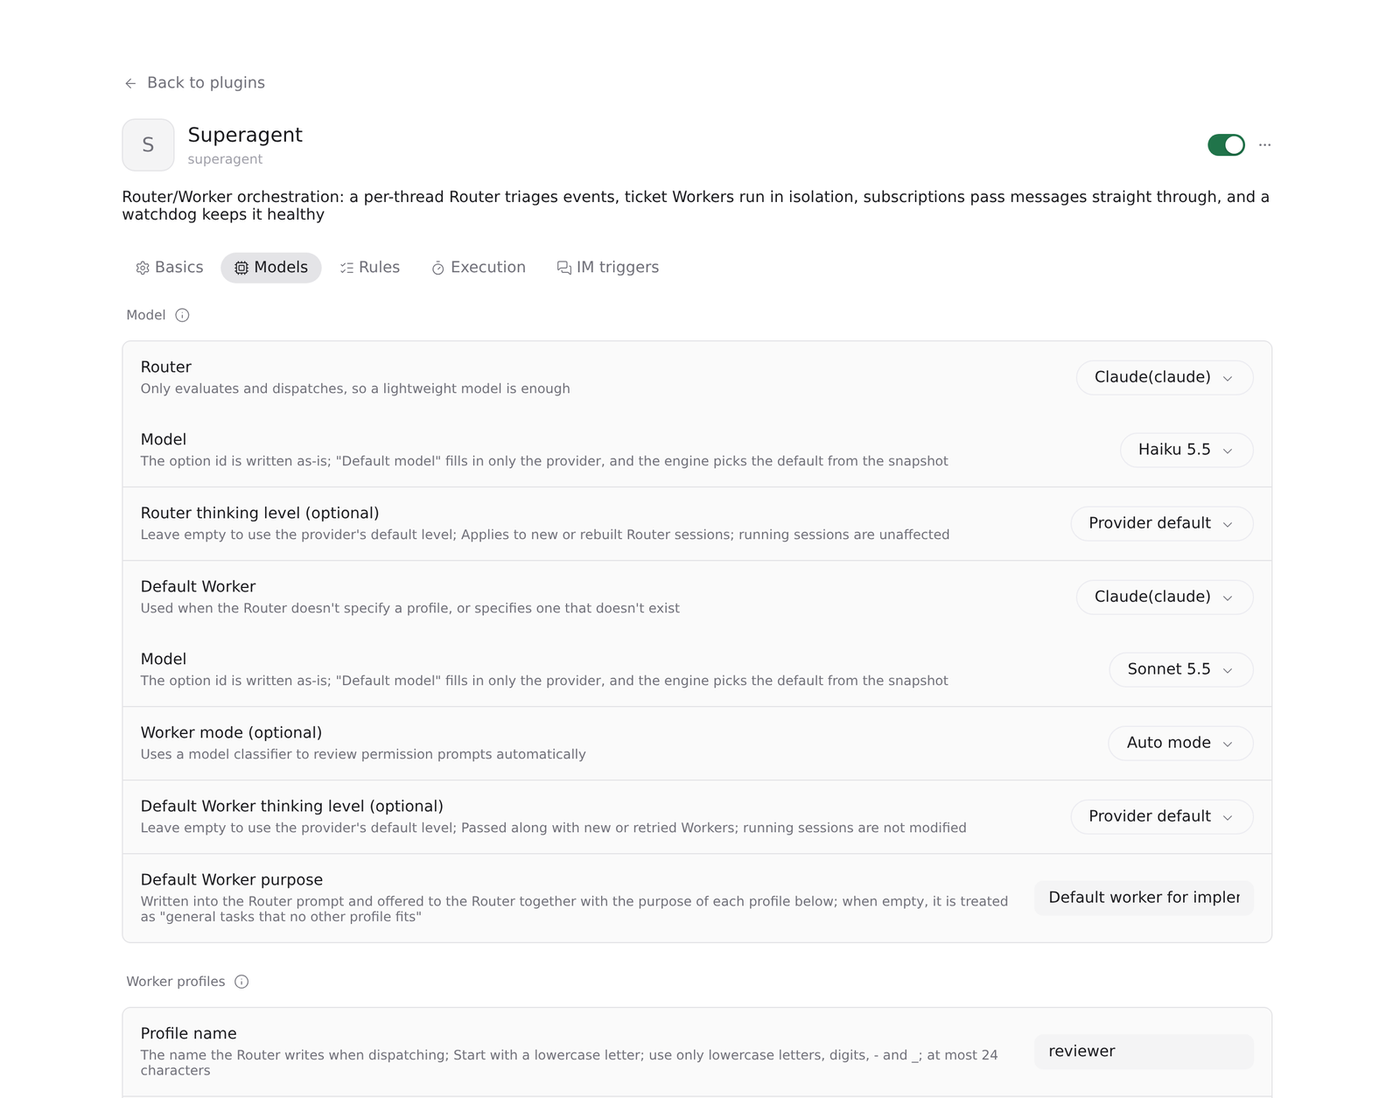 Back to plugins
S
Superagent
superagent
Router/Worker orchestration: a per-thread Router triages events, ticket Workers run in isolation, subscriptions pass messages straight through, and a
watchdog keeps it healthy
Basics
Models
Rules
Execution
IM triggers
Model
Router
Only evaluates and dispatches, so a lightweight model is enough
Claude(claude)
Model
The option id is written as-is; "Default model" fills in only the provider, and the engine picks the default from the snapshot
Haiku 5.5
Router thinking level (optional)
Leave empty to use the provider's default level; Applies to new or rebuilt Router sessions; running sessions are unaffected
Provider default
Default Worker
Used when the Router doesn't specify a profile, or specifies one that doesn't exist
Claude(claude)
Model
The option id is written as-is; "Default model" fills in only the provider, and the engine picks the default from the snapshot
Sonnet 5.5
Worker mode (optional)
Uses a model classifier to review permission prompts automatically
Auto mode
Default Worker thinking level (optional)
Leave empty to use the provider's default level; Passed along with new or retried Workers; running sessions are not modified
Provider default
Default Worker purpose
Written into the Router prompt and offered to the Router together with the purpose of each profile below; when empty, it is treated
as "general tasks that no other profile fits"
Default worker for impler
Worker profiles
Profile name
The name the Router writes when dispatching; Start with a lowercase letter; use only lowercase letters, digits, - and _; at most 24
characters
reviewer